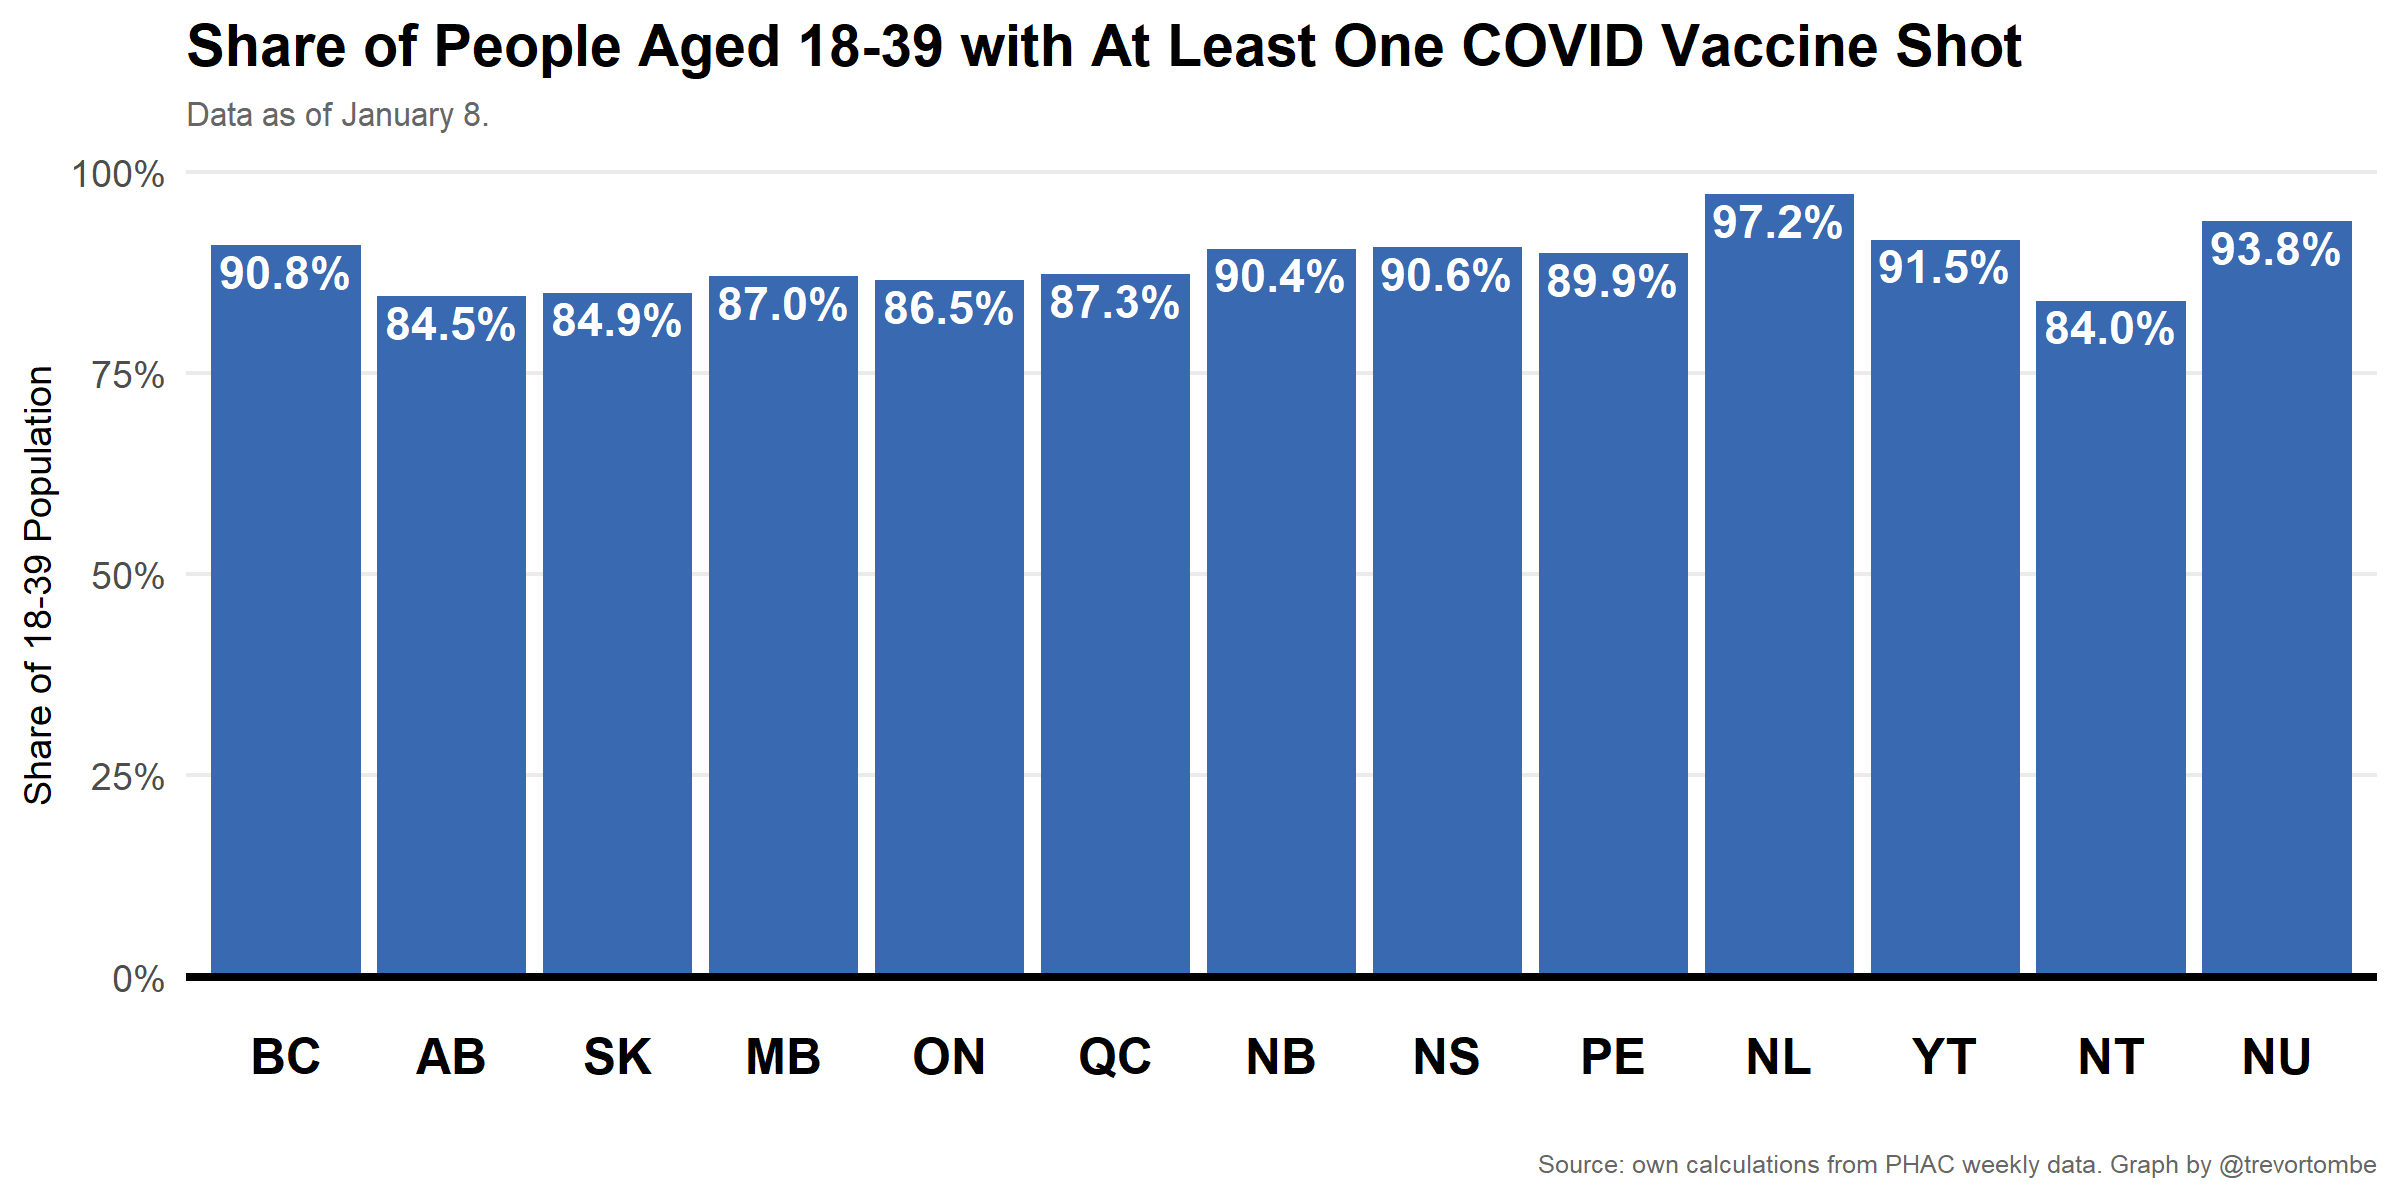 Share of People Aged 18-39 with At Least One COVID Vaccine Shot
Data as of January 8.
Share of 18-39 Population
100%
75%
50%
25%
0%
90.8%
84.5%
84.9%
87.0%
86.5%
87.3%
90.4%
90.6%
89.9%
97.2%
91.5%
84.0%
93.8%
BC
AB
SK
MB
ON
QC
NB
NS
PE
NL
YT
NT
NU
Source: own calculations from PHAC weekly data. Graph by @trevortombe